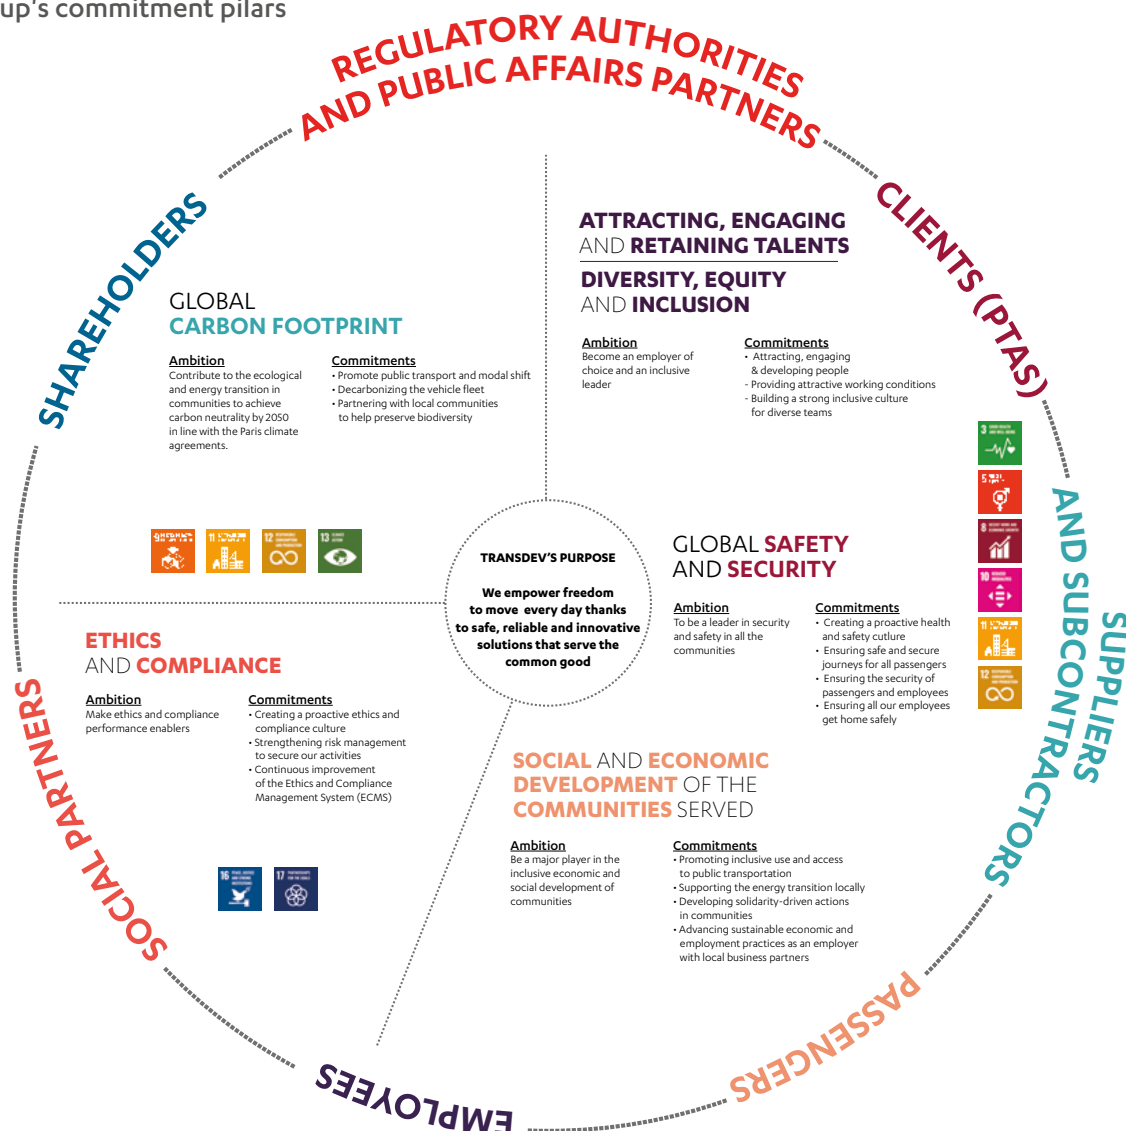 up's commitment pilars
REGULATORY AUTHORITIES
AND PUBLIC AFFAIRS PARTNERS
SHAREHOLDERS
CLIENTS (PTAS)
SUPPLIERS
AND SUBCONTRACTORS
PASSENGERS
EMPLOYEES
SOCIAL PARTNERS
GLOBAL
CARBON FOOTPRINT
Ambition
Contribute to the ecological
and energy transition in
communities to achieve
carbon neutrality by 2050
in line with the Paris climate
agreements.
Commitments
• Promote public transport and modal shift
• Decarbonizing the vehicle fleet
• Partnering with local communities
to help preserve biodiversity
9
11
12
13
ATTRACTING, ENGAGING
AND RETAINING TALENTS
DIVERSITY, EQUITY
AND INCLUSION
Ambition
Become an employer of
choice and an inclusive
leader
Commitments
• Attracting, engaging
& developing people
- Providing attractive working conditions
- Building a strong inclusive culture
for diverse teams
3
5
8
10
11
12
TRANSDEV'S PURPOSE
We empower freedom
to move every day thanks
to safe, reliable and innovative
solutions that serve the
common good
GLOBAL SAFETY
AND SECURITY
Ambition
To be a leader in security
and safety in all the
communities
Commitments
• Creating a proactive health
and safety cutlure
• Ensuring safe and secure
journeys for all passengers
• Ensuring the security of
passengers and employees
• Ensuring all our employees
get home safely
ETHICS
AND COMPLIANCE
Ambition
Make ethics and compliance
performance enablers
Commitments
• Creating a proactive ethics and
compliance culture
• Strengthening risk management
to secure our activities
• Continuous improvement
of the Ethics and Compliance
Management System (ECMS)
16
17
SOCIAL AND ECONOMIC
DEVELOPMENT OF THE
COMMUNITIES SERVED
Ambition
Be a major player in the
inclusive economic and
social development of
communities
Commitments
• Promoting inclusive use and access
to public transportation
• Supporting the energy transition locally
• Developing solidarity-driven actions
in communities
• Advancing sustainable economic and
employment practices as an employer
with local business partners